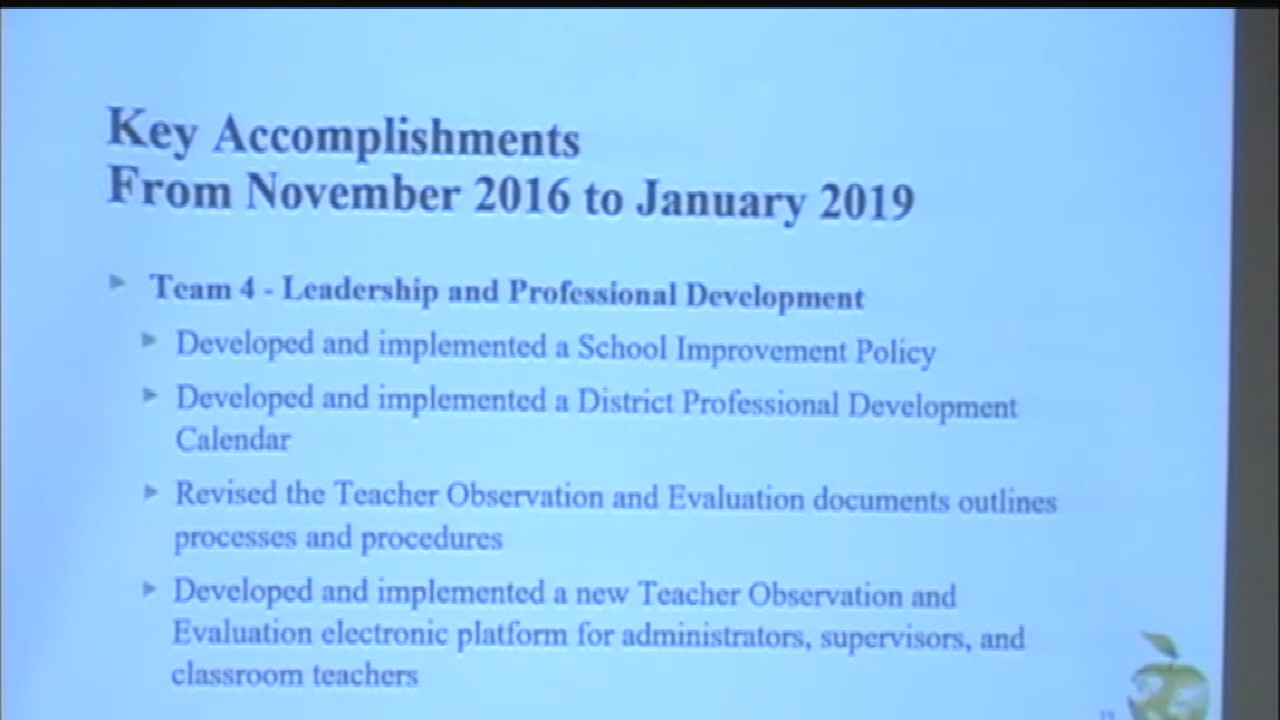 Key Accomplishments
From November 2016 to January 2019
Team 4 - Leadership and Professional Development
Developed and implemented a School Improvement Policy
Developed and implemented a District Professional Development
Calendar
Revised the Teacher Observation and Evaluation documents outlines
processes and procedures
Developed and implemented a new Teacher Observation and
Evaluation electronic platform for administrators, supervisors, and
classroom teachers